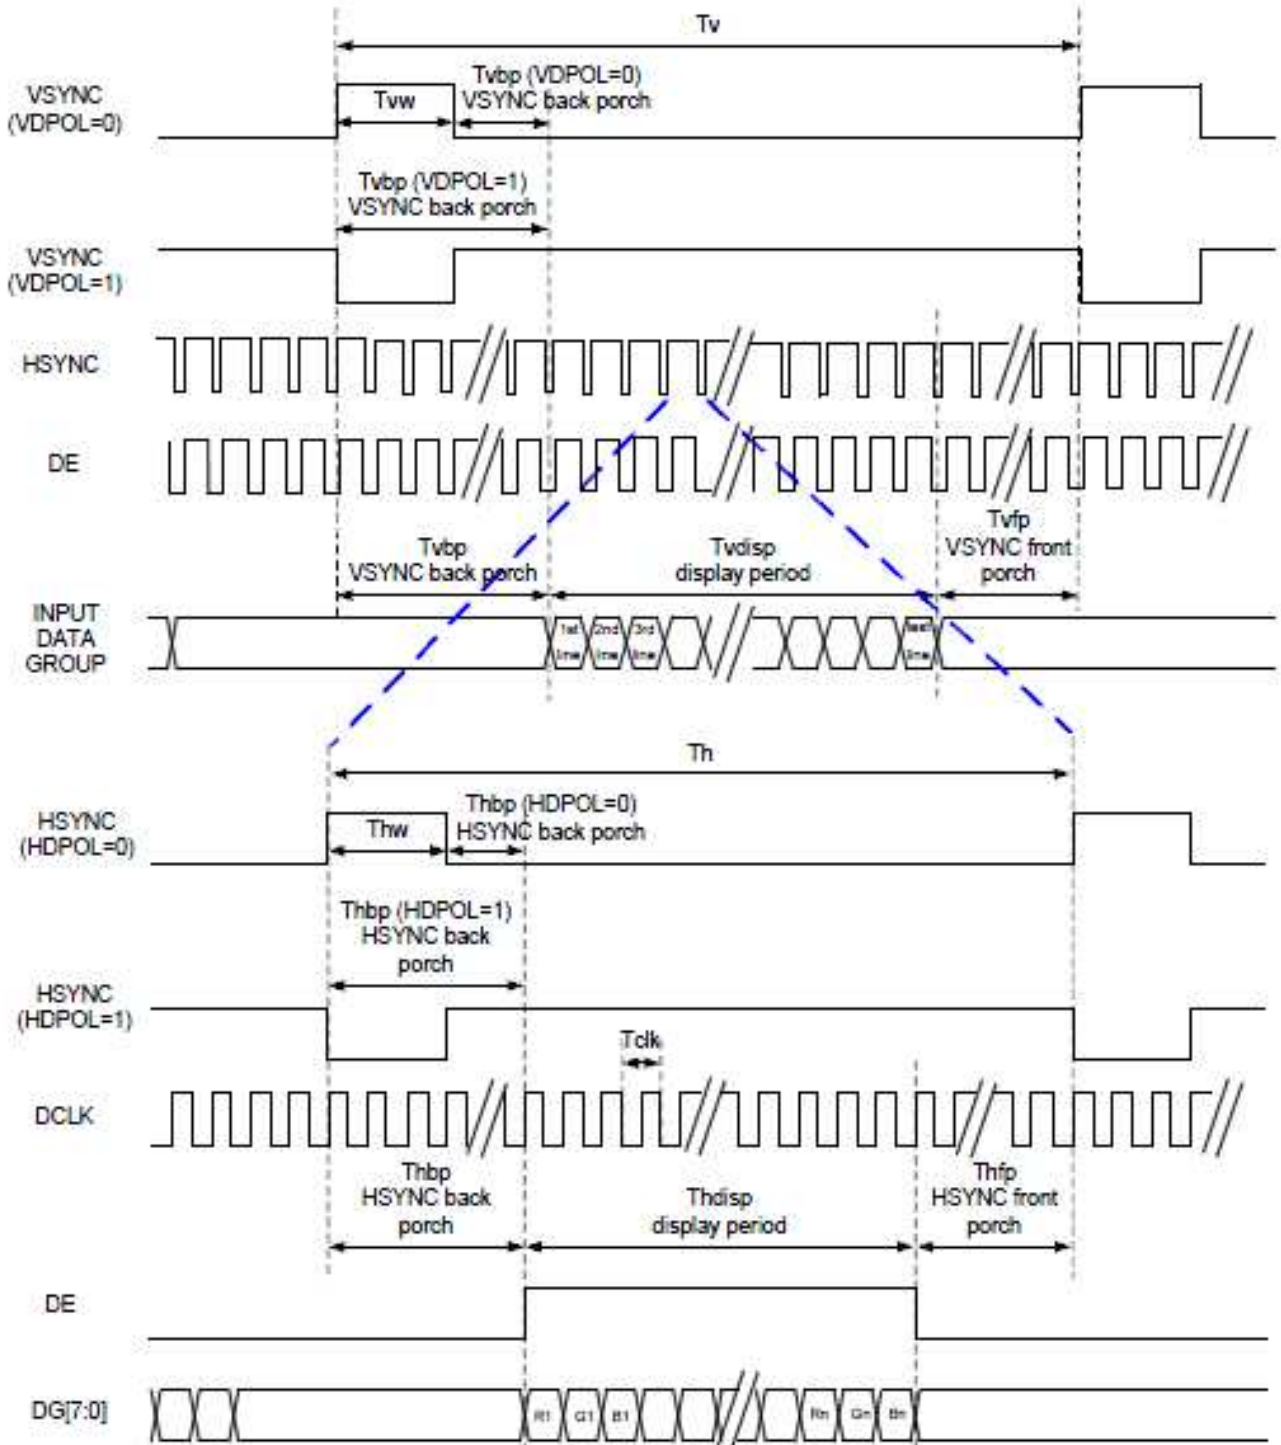 Tv
VSYNC
(VDPOL=0)
Tvw
Tvbp (VDPOL=0)
VSYNC back porch
Tvbp (VDPOL=1)
VSYNC back porch
VSYNC
(VDPOL=1)
HSYNC
DE
Tvbp
VSYNC back porch
Tvdisp
display period
Tvfp
VSYNC front
porch
INPUT
DATA
GROUP
1st
line
2nd
line
3rd
line
last
line
Th
HSYNC
(HDPOL=0)
Thw
Thbp (HDPOL=0)
HSYNC back porch
Thbp (HDPOL=1)
HSYNC back
porch
HSYNC
(HDPOL=1)
Tclk
DCLK
Thbp
HSYNC back
porch
Thdisp
display period
Thfp
HSYNC front
porch
DE
DG[7:0]
R1
G1
B1
Rn
Gn
Bn